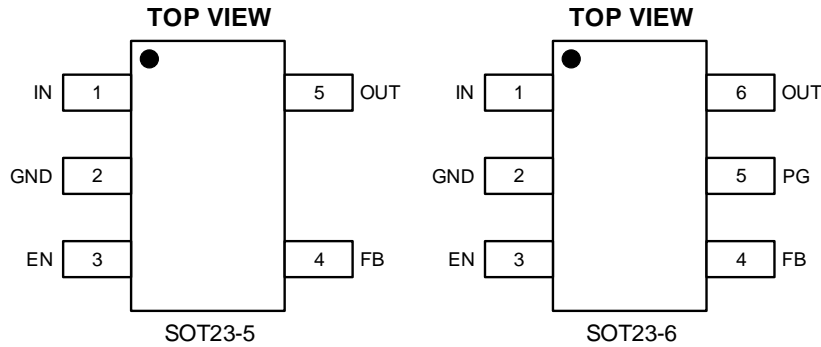 TOP VIEW
IN 1 5 OUT
GND 2
EN 3 4 FB
SOT23-5
TOP VIEW
IN 1 6 OUT
GND 2 5 PG
EN 3 4 FB
SOT23-6